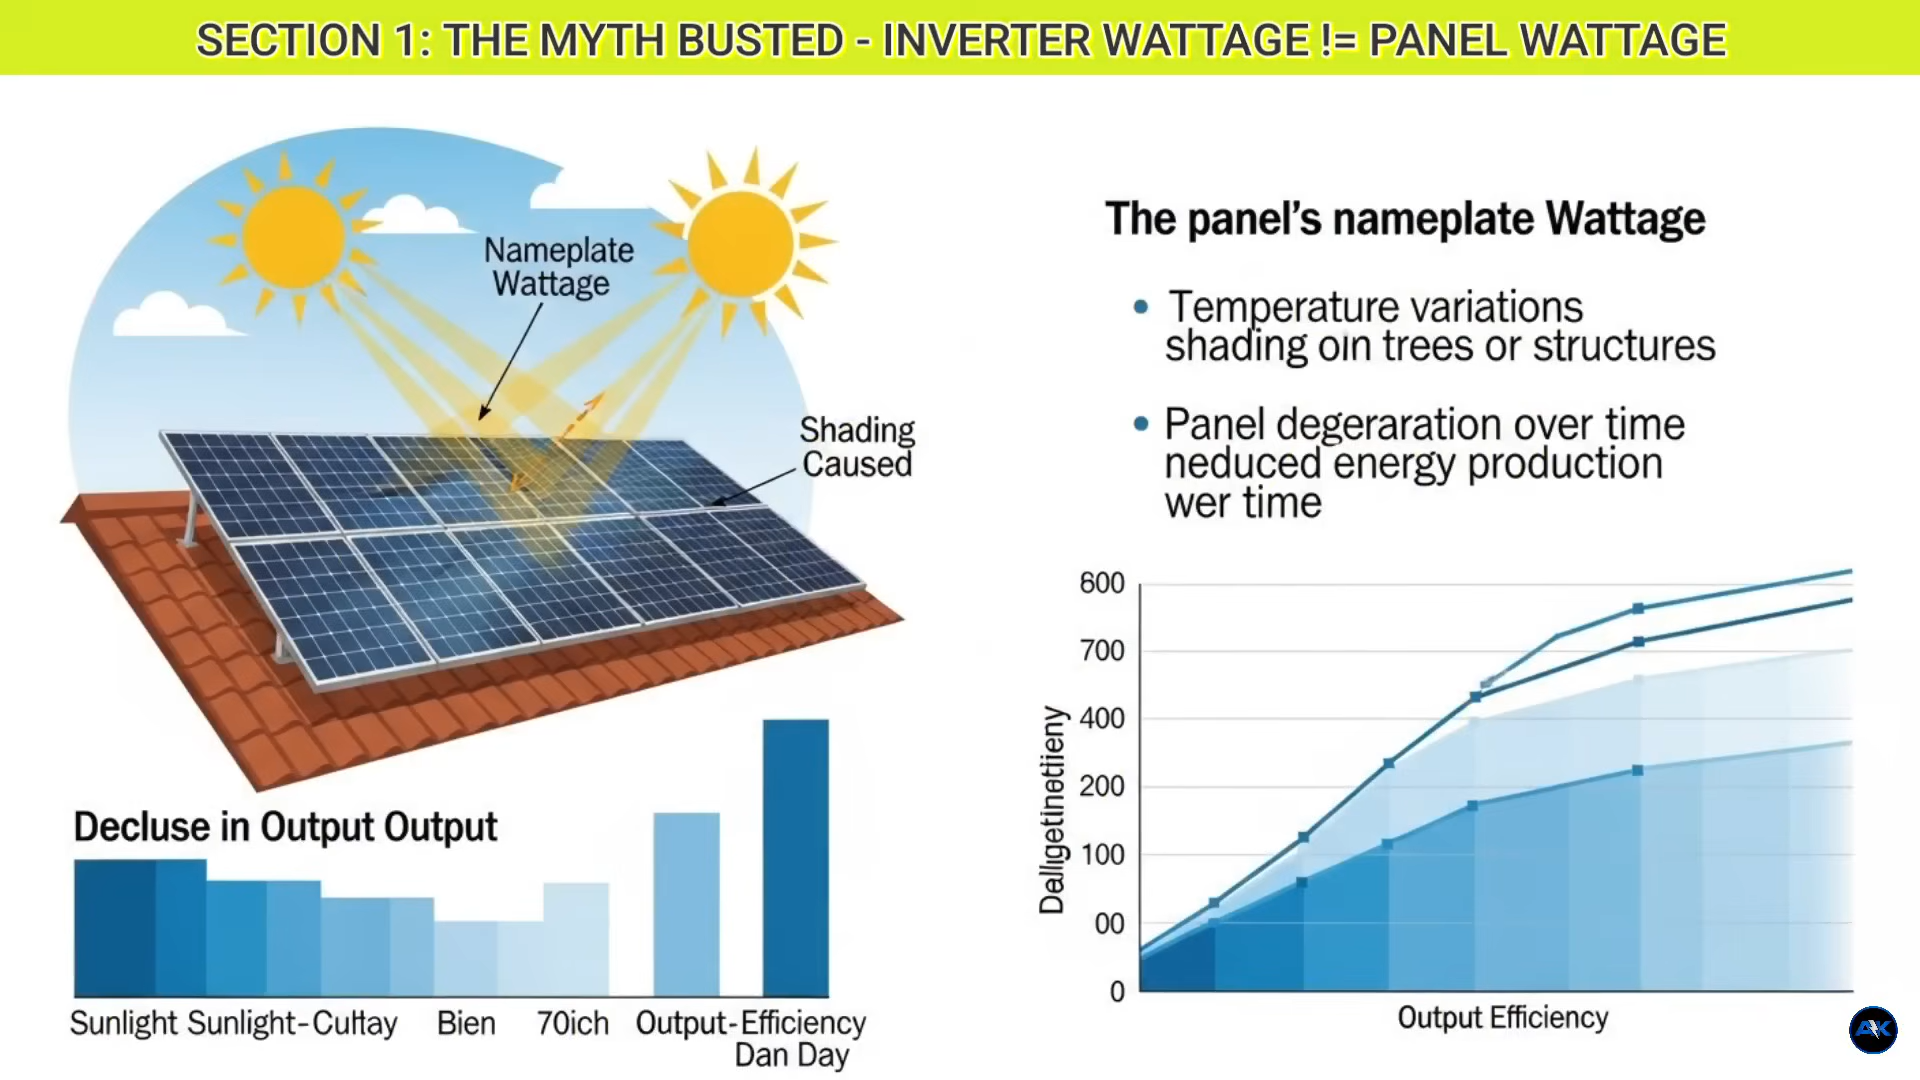 SECTION 1: THE MYTH BUSTED - INVERTER WATTAGE != PANEL WATTAGE
Nameplate
Wattage
Shading
Caused
The panel's nameplate Wattage
• Temperature variations
shading oin trees or structures
• Panel degeraration over time
neduced energy production
wer time
Decluse in Output Output
Sunlight Sunlight-Cultay Bien 70ich Output-Efficiency
Dan Day
600
700
400
200
100
00
0
Output Efficiency
AK